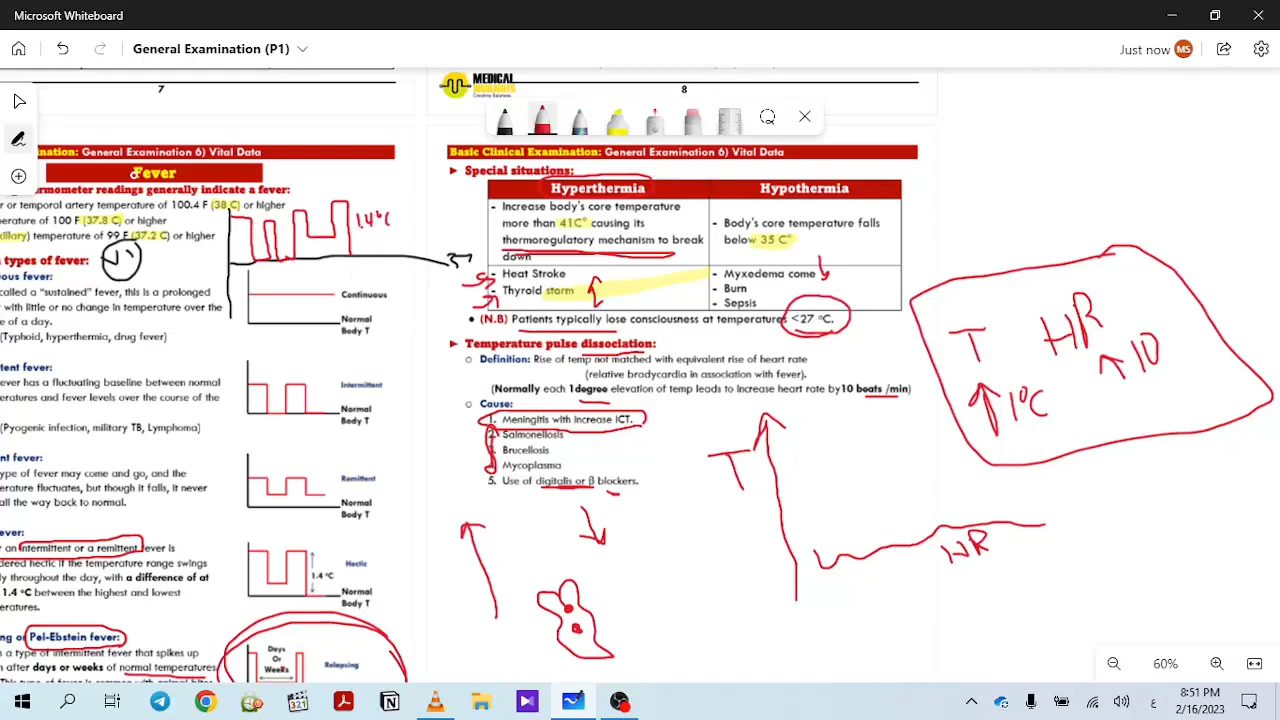 Microsoft Whiteboard
General Examination (P1)
Just now MS
7
MEDICAL
Creative Solutions
8
mination: General Examination 6) Vital Data
Fever
ermometer readings generally indicate a fever:
r or temporal artery temperature of 100.4 F (38 C) or higher
perature of 100 F (37.8 C) or higher
xillary) temperature of 99 F (37.2 C) or higher
1.4°C
types of fever:
ous fever:
called a “sustained” fever, this is a prolonged
with little or no change in temperature over the
e of a day.
(Typhoid, hyperthermia, drug fever)
Continuous
Normal
Body T
tent fever:
ever has a fluctuating baseline between normal
eratures and fever levels over the course of the
(Pyogenic infection, military TB, Lymphoma)
Intermittent
Normal
Body T
nt fever:
ype of fever may come and go, and the
erature fluctuates, but though it falls, it never
all the way back to normal.
Remittent
Normal
Body T
ever:
r an intermittent or a remittent fever is
dered hectic if the temperature range swings
ly throughout the day, with a difference of at
1.4 °C between the highest and lowest
eratures.
Hectic
1.4 °C
Normal
Body T
ng or Pel-Ebstein fever:
s a type of intermittent fever that spikes up
n after days or weeks of normal temperatures
Days
Or
WeeKs
Relapsing
Basic Clinical Examination: General Examination 6) Vital Data
► Special situations:
Hyperthermia
Hypothermia
- Increase body's core temperature
more than 41C° causing its
thermoregulatory mechanism to break
down
- Body's core temperature falls
below 35 C°
- Heat Stroke
- Thyroid storm
- Myxedema come
- Burn
- Sepsis
• (N.B) Patients typically lose consciousness at temperatures <27 °C.
► Temperature pulse dissociation:
○ Definition: Rise of temp not matched with equivalent rise of heart rate
(relative bradycardia in association with fever).
(Normally each 1degree elevation of temp leads to increase heart rate by10 beats /min)
○ Cause:
1. Meningitis with increase ICT.
2. Salmonellosis
3. Brucellosis
4. Mycoplasma
5. Use of digitalis or β blockers.
T HR
↑1°C ↑10
T
HR
80%
8:51 PM
2/16/2023